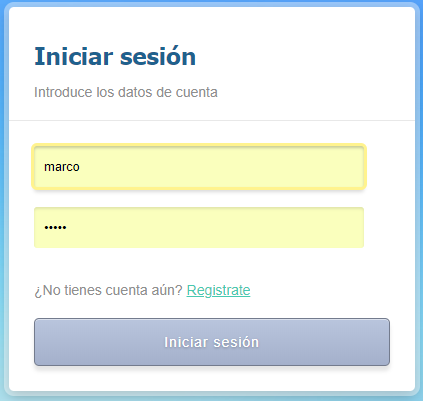 Iniciar sesión
Introduce los datos de cuenta
marco
•••••
¿No tienes cuenta aún? Registrate
Iniciar sesión